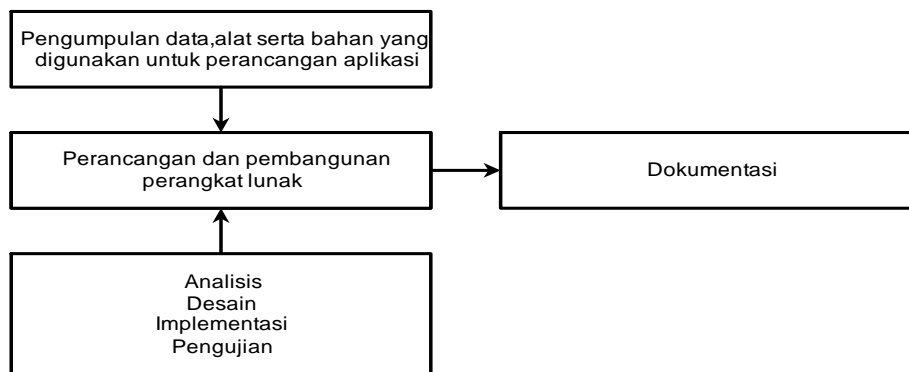 Pengumpulan data,alat serta bahan yang
digunakan untuk perancangan aplikasi
Perancangan dan pembangunan
perangkat lunak
Dokumentasi
Analisis
Desain
Implementasi
Pengujian